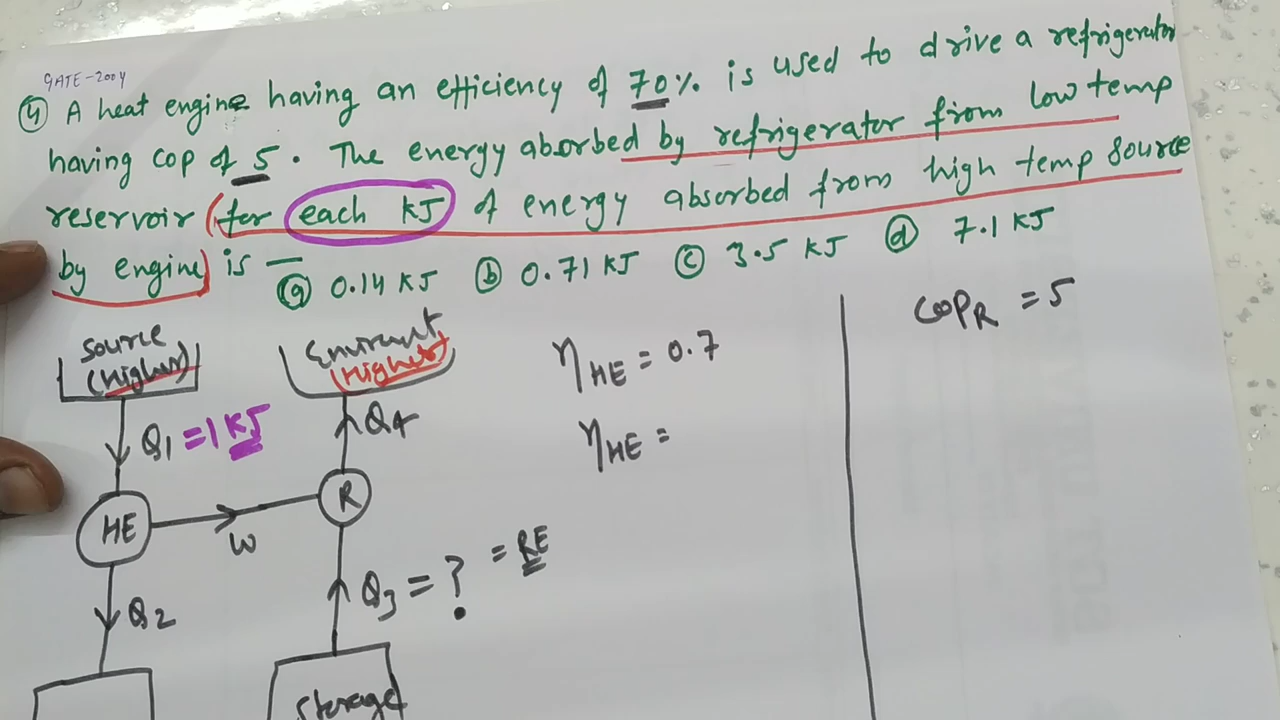 GATE-2004
④ A heat engine having an efficiency of 70% is used to drive a refrigerator
having COP of 5. The energy aborbed by refrigerator from low temp
reservoir (for each KJ of energy absorbed from high temp source
by engine) is —
ⓐ 0.14 KJ ⓑ 0.71 KJ ⓒ 3.5 KJ ⓓ 7.1 KJ
Source
(Higher)
(Higher)
ηHE = 0.7
COPR = 5
Q1 = 1 KJ
Q4
ηHE =
HE
W
R
Q2
Q3 = ?
= RE
Storage